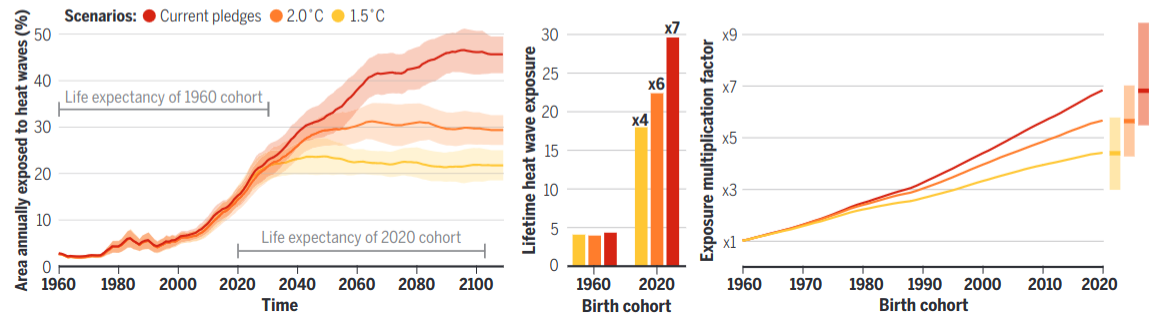 Scenarios: Current pledges 2.0˚C 1.5˚C
Area annually exposed to heat waves (%)
50
40
30
20
10
0
Life expectancy of 1960 cohort
Life expectancy of 2020 cohort
1960 1980 2000 2020 2040 2060 2080 2100
Time
Lifetime heat wave exposure
30
25
20
15
10
5
0
x4
x6
x7
1960 2020
Birth cohort
Exposure multiplication factor
x9
x7
x5
x3
x1
1960 1970 1980 1990 2000 2010 2020
Birth cohort